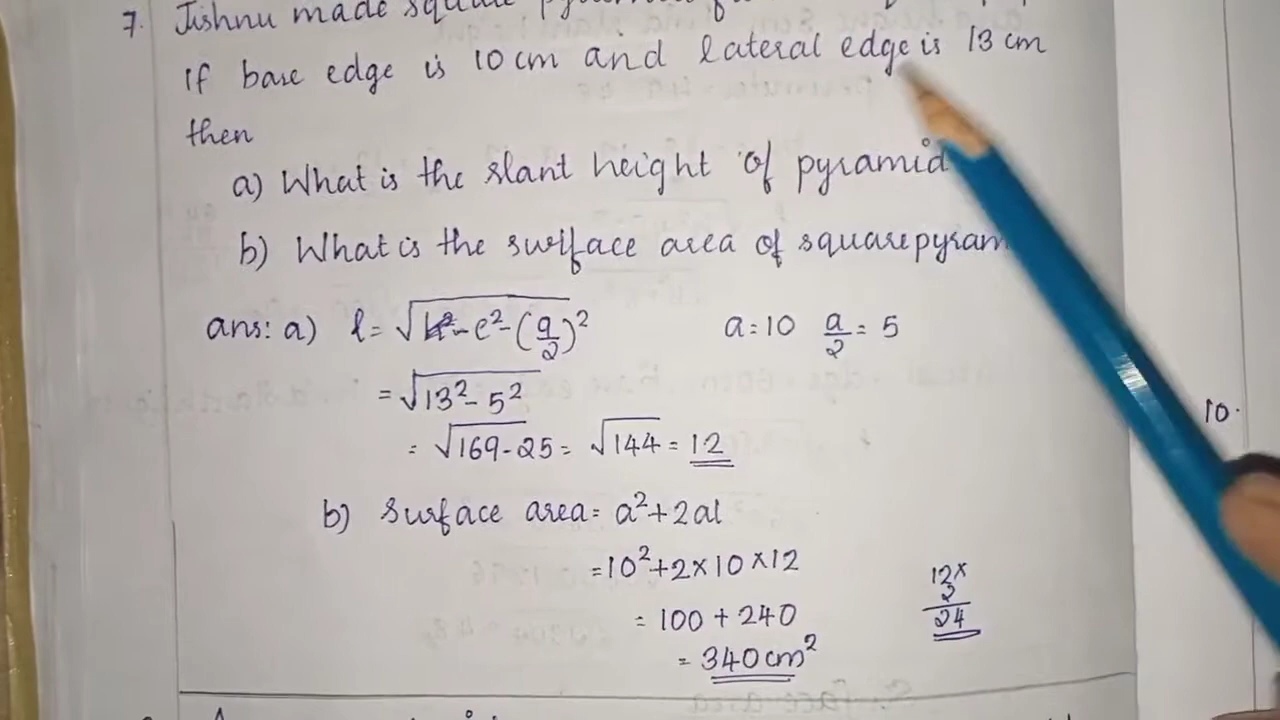 7. Jishnu made square
If base edge is 10 cm and lateral edge is 13 cm
then
a) What is the slant height of pyramid
b) What is the surface area of square pyram
ans: a) l = √e² - (a/2)² a = 10 a/2 = 5
= √13² - 5²
= √169 - 25 = √144 = 12
10.
b) Surface area = a² + 2al
= 10² + 2 × 10 × 12
12 ×
2
= 100 + 240
24
= 340 cm²